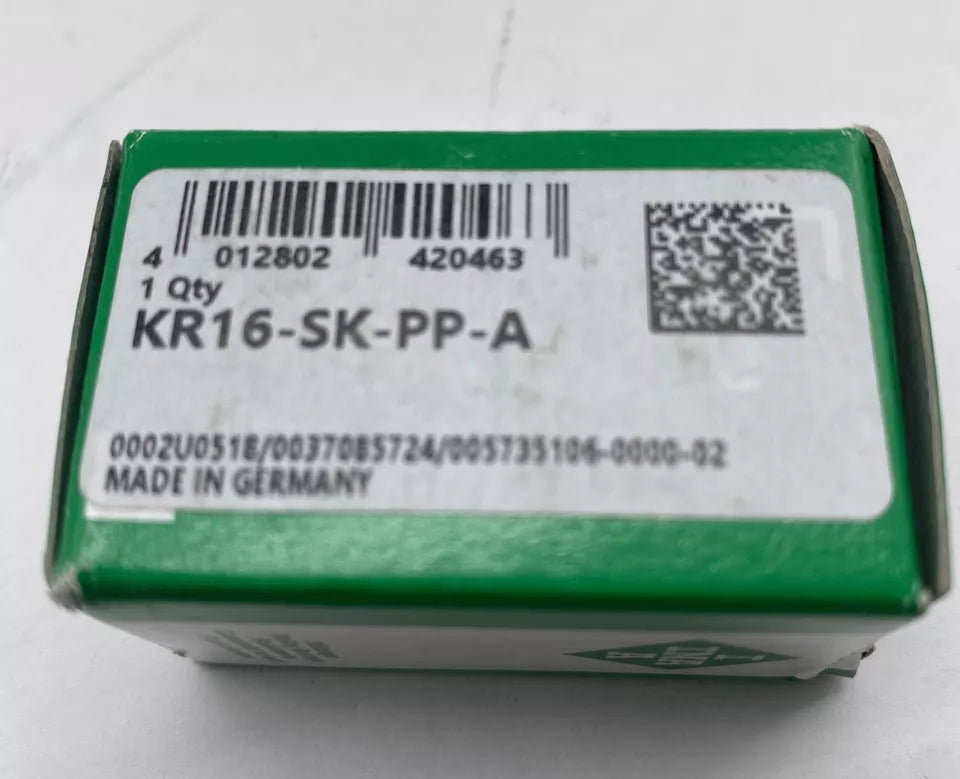 4 012802 420463
1 Qty
KR16-SK-PP-A
0002U0518/0037085724/005735106-0000-02
MADE IN GERMANY